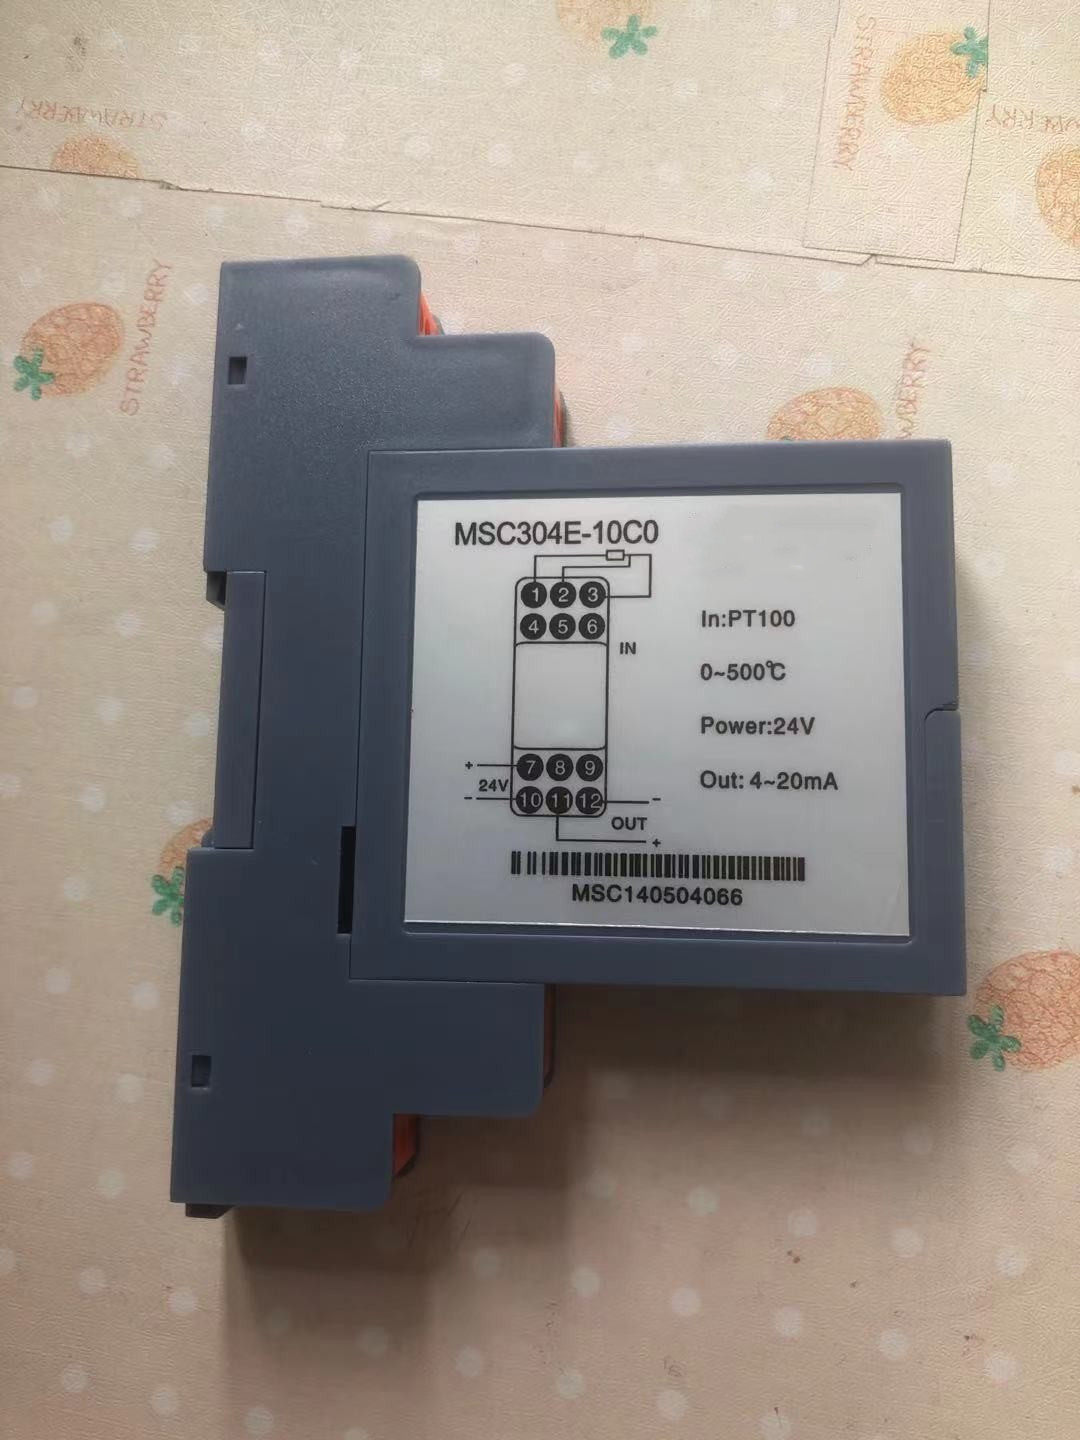 STRAWBERRY
STRAWBERRY
STRAWBERRY
MSC304E-10C0
1 2 3
4 5 6
IN
In:PT100
0~500℃
Power:24V
Out: 4~20mA
+ 7 8 9
24V
- 10 11 12 -
OUT
+
MSC140504066